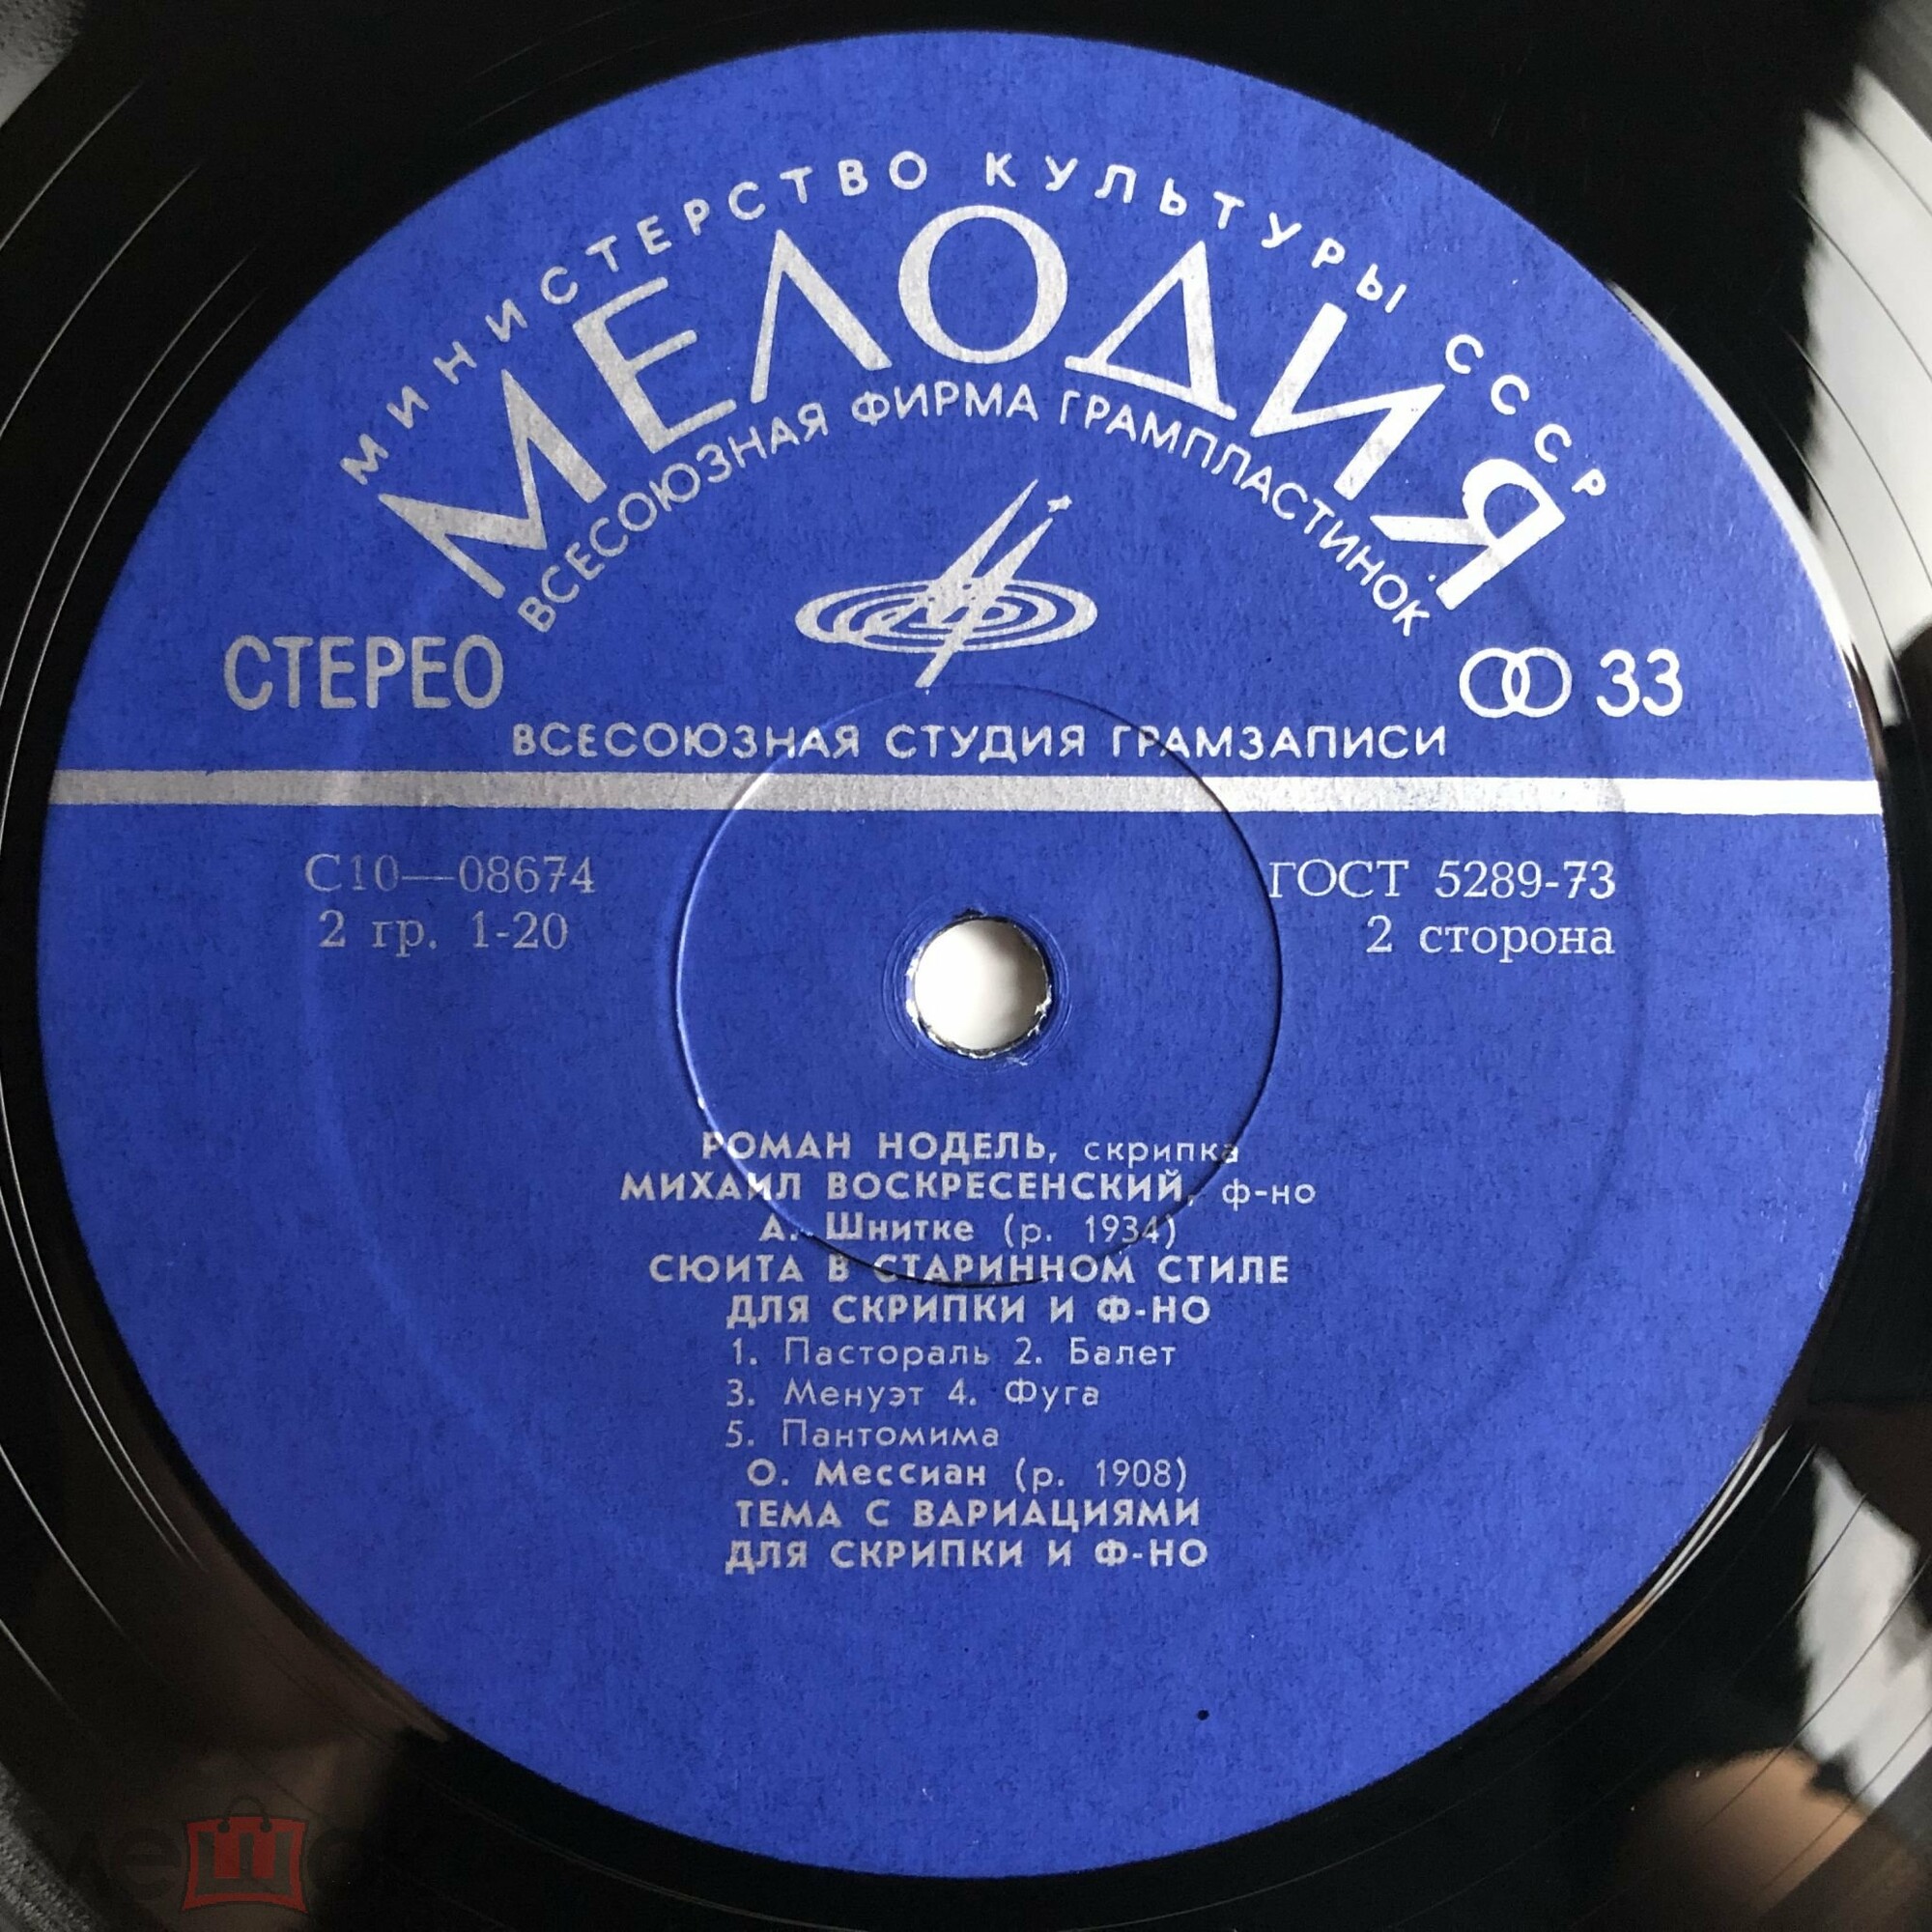 МИНИСТЕРСТВО КУЛЬТУРЫ СССР
МЕЛОДИЯ
ВСЕСОЮЗНАЯ ФИРМА ГРАМПЛАСТИНОК
СТЕРЕО
33
ВСЕСОЮЗНАЯ СТУДИЯ ГРАМЗАПИСИ
С10—08674
2 гр. 1-20
ГОСТ 5289-73
2 сторона
РОМАН НОДЕЛЬ, скрипка
МИХАИЛ ВОСКРЕСЕНСКИЙ, ф-но
А. Шнитке (р. 1934)
СЮИТА В СТАРИННОМ СТИЛЕ
ДЛЯ СКРИПКИ И Ф-НО
1. Пастораль 2. Балет
3. Менуэт 4. Фуга
5. Пантомима
О. Мессиан (р. 1908)
ТЕМА С ВАРИАЦИЯМИ
ДЛЯ СКРИПКИ И Ф-НО